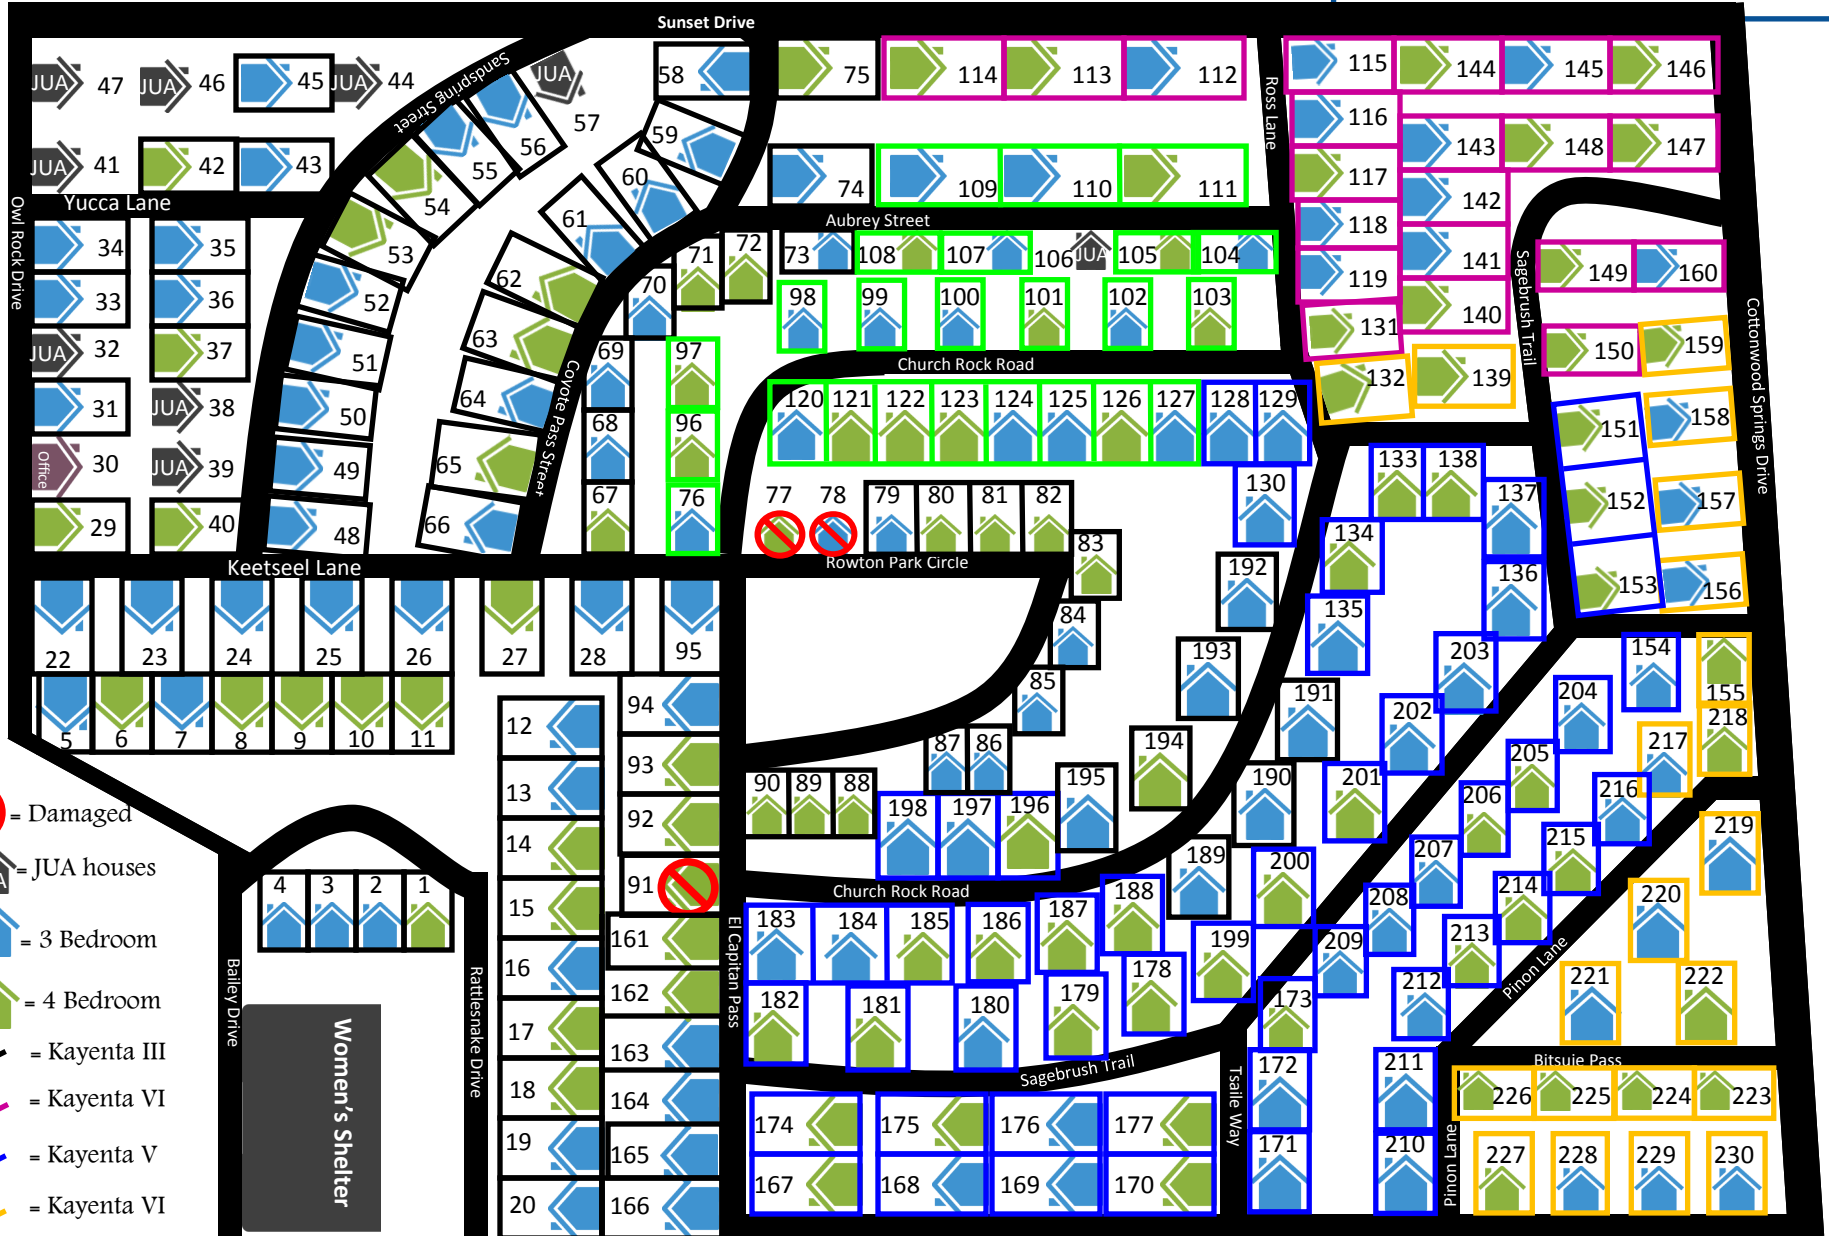 Sunset Drive
JUA 47 JUA 46 45 JUA 44
Sandspring Street
JUA
57
56
55
54
53
52
51
50
49
48
58 75 114 113 112
Ross Lane
115 144 145 146
116
117
118
119
131
132
143 148 147
142
141
140
139
JUA 41 42 43
Yucca Lane
Owl Rock Drive
34 35
33 36
JUA 32 37
31 JUA 38
Office 30 JUA 39
29 40
59
60
61
62
63
64
65
66
Coyote Pass Street
74 109 110 111
Aubrey Street
70 71 72 73 108 107 106 JUA 105 104
98 99 100 101 102 103
69 97
68 96
67 76
Church Rock Road
120 121 122 123 124 125 126 127 128 129
130
77 78 79 80 81 82
83
84
85
86
87
Rowton Park Circle
Sagebrush Trail
149 160
150 159
151 158
152 157
153 156
Cottonwood Springs Drive
133 138
134 137
135 136
Keetseel Lane
22 23 24 25 26 27 28 95
5 6 7 8 9 10 11
12 94
13 93
14 92
15 91
16 161
17 162
18 163
19 164
20 165
166
192
193
194
195
191
190
189
90 89 88
198 197 196
203
202
201
200
199
154 155
204 218
205 217
206 216
207 215
208 214
209 213
212
219
220
221 222
Church Rock Road
183 184 185 186 187 188
182 181 180 179 178
El Capitan Pass
Sagebrush Trail
173
172
171
Tsaile Way
174 175 176 177
167 168 169 170
211
210
Pinon Lane
Pinon Lane
Bitsuie Pass
226 225 224 223
227 228 229 230
4 3 2 1
Bailey Drive
Rattlesnake Drive
Women's Shelter
= Damaged
A = JUA houses
= 3 Bedroom
= 4 Bedroom
= Kayenta III
= Kayenta VI
= Kayenta V
= Kayenta VI